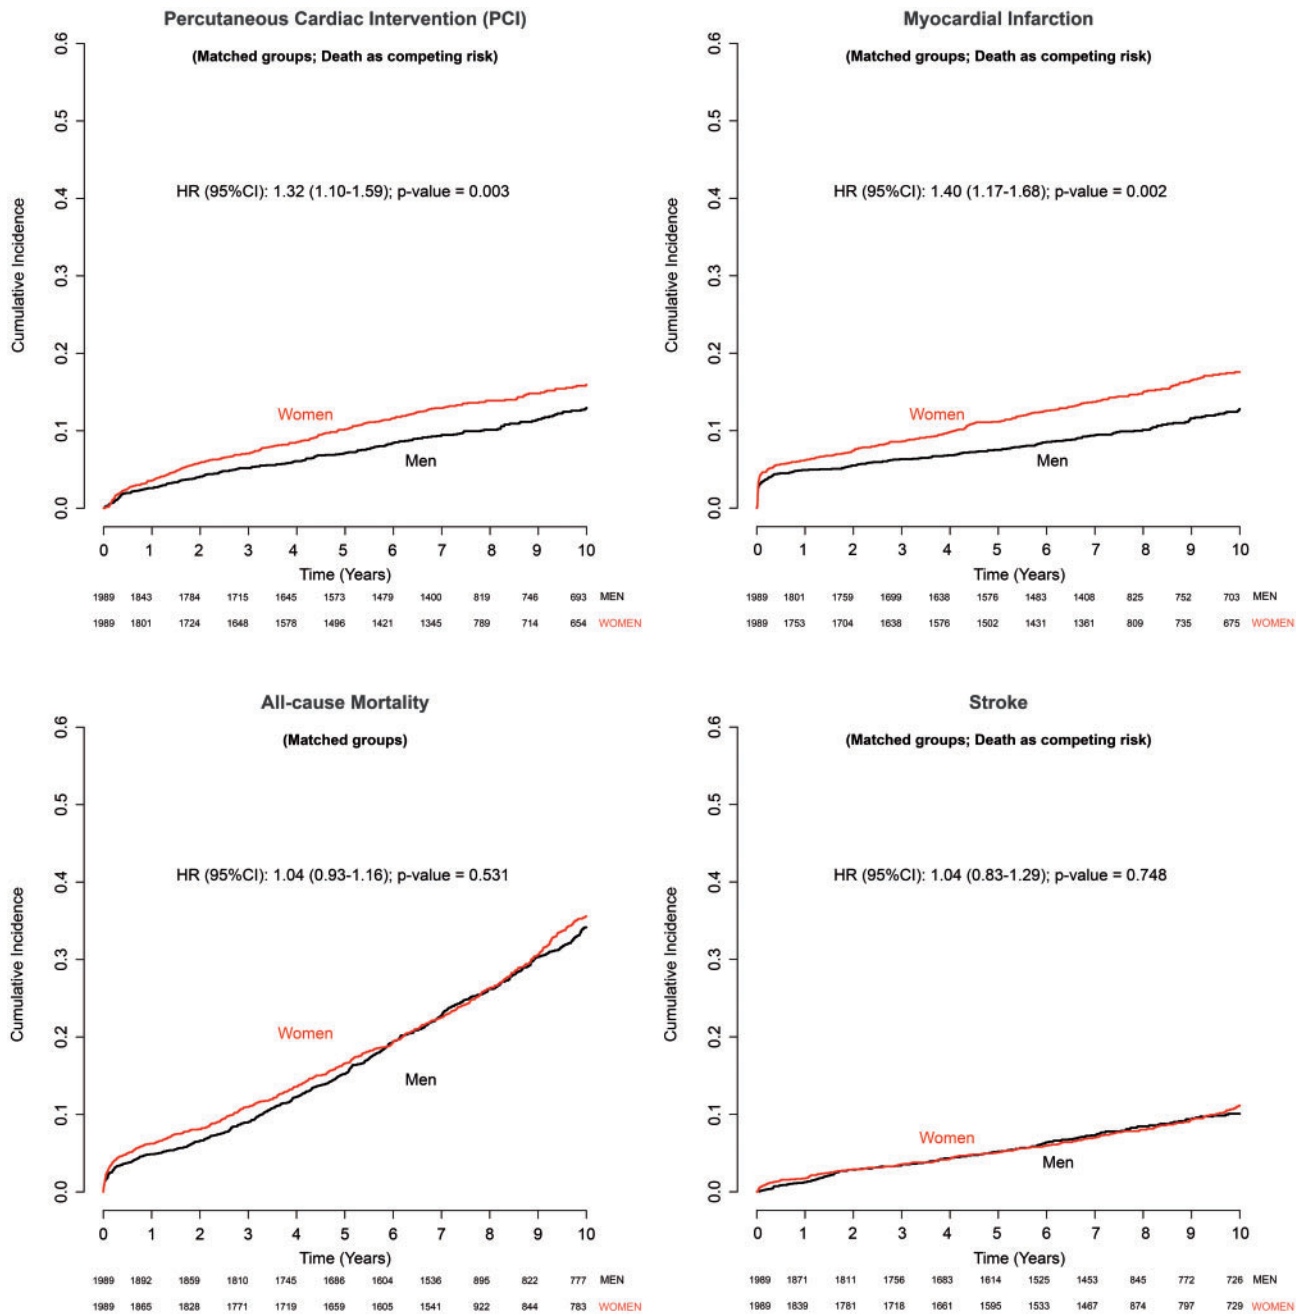 Percutaneous Cardiac Intervention (PCI)
(Matched groups; Death as competing risk)
HR (95%CI): 1.32 (1.10-1.59); p-value = 0.003
Cumulative Incidence
0.6
0.5
0.4
0.3
0.2
0.1
0.0
Women
Men
0 1 2 3 4 5 6 7 8 9 10
Time (Years)
1989 1843 1784 1715 1645 1573 1479 1400 819 746 693 MEN
1989 1801 1724 1648 1578 1496 1421 1345 789 714 654 WOMEN
Myocardial Infarction
(Matched groups; Death as competing risk)
HR (95%CI): 1.40 (1.17-1.68); p-value = 0.002
Cumulative Incidence
0.6
0.5
0.4
0.3
0.2
0.1
0.0
Women
Men
0 1 2 3 4 5 6 7 8 9 10
Time (Years)
1989 1801 1759 1699 1638 1576 1483 1408 825 752 703 MEN
1989 1753 1704 1638 1576 1502 1431 1361 809 735 675 WOMEN
All-cause Mortality
(Matched groups)
HR (95%CI): 1.04 (0.93-1.16); p-value = 0.531
Cumulative Incidence
0.6
0.5
0.4
0.3
0.2
0.1
0.0
Women
Men
0 1 2 3 4 5 6 7 8 9 10
Time (Years)
1989 1892 1859 1810 1745 1686 1604 1536 895 822 777 MEN
1989 1865 1828 1771 1719 1659 1605 1541 922 844 783 WOMEN
Stroke
(Matched groups; Death as competing risk)
HR (95%CI): 1.04 (0.83-1.29); p-value = 0.748
Cumulative Incidence
0.6
0.5
0.4
0.3
0.2
0.1
0.0
Women
Men
0 1 2 3 4 5 6 7 8 9 10
Time (Years)
1989 1871 1811 1756 1683 1614 1525 1453 845 772 726 MEN
1989 1839 1781 1718 1661 1595 1533 1467 874 797 729 WOMEN